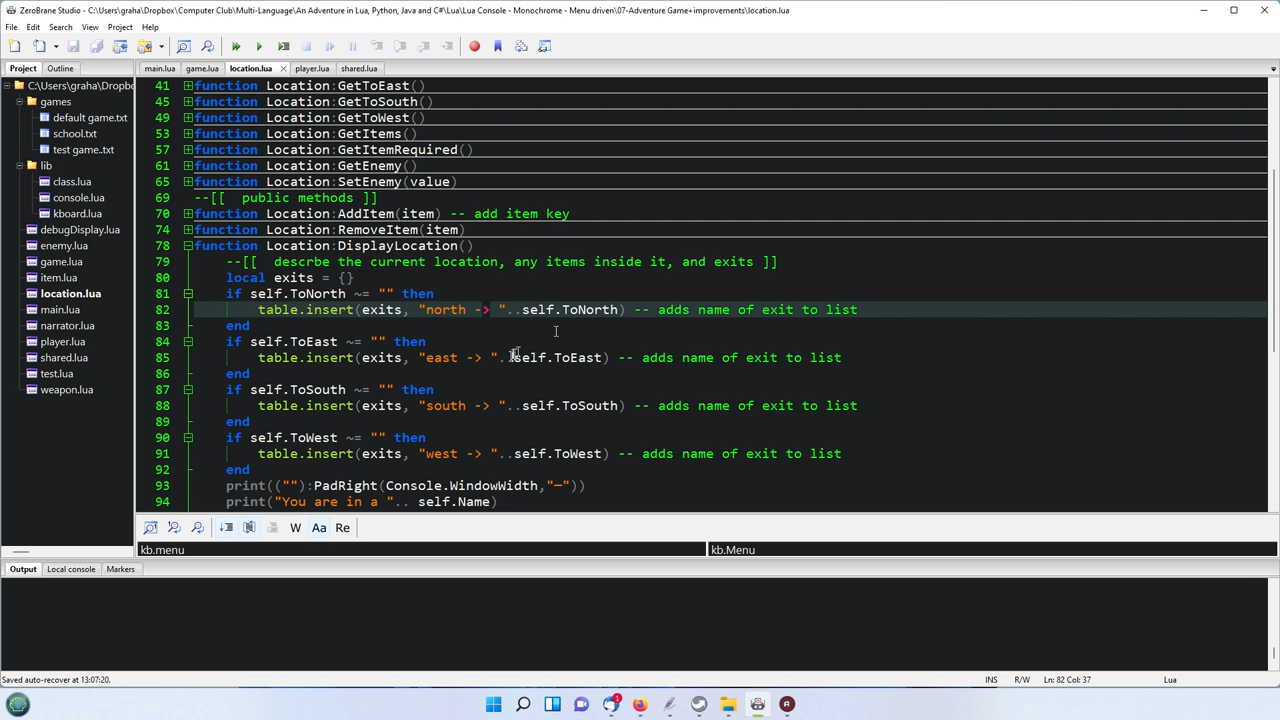 ZeroBrane Studio - C:\Users\graha\Dropbox\Computer Club\Multi-Language\An Adventure in Lua, Python, Java and C#\Lua\Lua Console - Monochrome - Menu driven\07-Adventure Game+improvements\location.lua
File Edit Search View Project Help
Project Outline
main.lua game.lua location.lua player.lua shared.lua
C:\Users\graha\Dropbo
games
default game.txt
school.txt
test game..txt
lib
class.lua
console.lua
kboard.lua
debugDisplay.lua
enemy.lua
game.lua
item.lua
location.lua
main.lua
narrator.lua
player.lua
shared.lua
test.lua
weapon.lua
41 function Location:GetToEast()
45 function Location:GetToSouth()
49 function Location:GetToWest()
53 function Location:GetItems()
57 function Location:GetItemRequired()
61 function Location:GetEnemy()
65 function Location:SetEnemy(value)
69 --[[ public methods ]]
70 function Location:AddItem(item) -- add item key
74 function Location:RemoveItem(item)
78 function Location:DisplayLocation()
79 --[[ descrbe the current location, any items inside it, and exits ]]
80 local exits = {}
81 if self.ToNorth ~= "" then
82 table.insert(exits, "north -> "..self.ToNorth) -- adds name of exit to list
83 end
84 if self.ToEast ~= "" then
85 table.insert(exits, "east -> "..self.ToEast) -- adds name of exit to list
86 end
87 if self.ToSouth ~= "" then
88 table.insert(exits, "south -> "..self.ToSouth) -- adds name of exit to list
89 end
90 if self.ToWest ~= "" then
91 table.insert(exits, "west -> "..self.ToWest) -- adds name of exit to list
92 end
93 print((""):PadRight(Console.WindowWidth,"─"))
94 print("You are in a ".. self.Name)
W Aa Re
kb.menu kb.Menu
Output Local console Markers
Saved auto-recover at 13:07:20. INS R/W Ln: 82 Col: 37 Lua
1